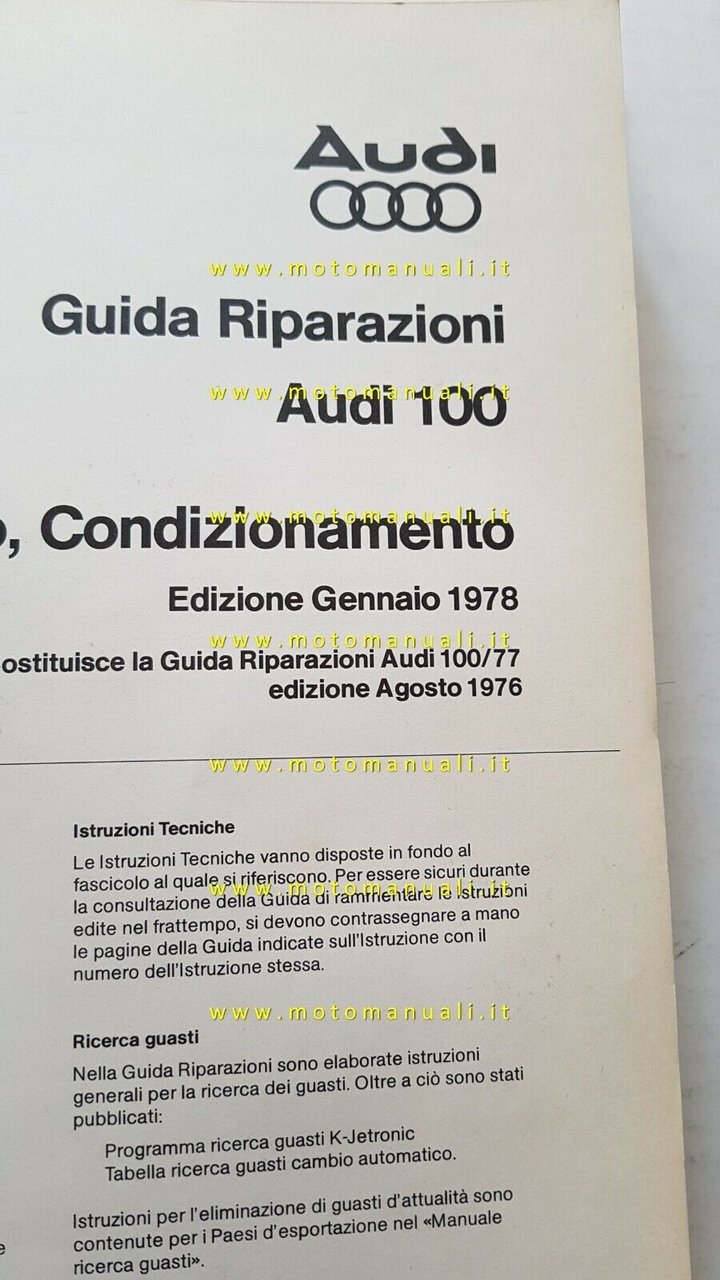 Audi
www.motomanuali.it
Guida Riparazioni
www.motomanuali.it
Audi 100
www.motomanuali.it
o, Condizionamento
Edizione Gennaio 1978
www.motomanuali.it
ostituisce la Guida Riparazioni Audi 100/77
edizione Agosto 1976
www.motomanuali.it
Istruzioni Tecniche
Le Istruzioni Tecniche vanno disposte in fondo al
fascicolo al quale si riferiscono. Per essere sicuri durante
www.motomanuali.it
la consultazione della Guida di rammentare le Istruzioni
edite nel frattempo, si devono contrassegnare a mano
le pagine della Guida indicate sull'Istruzione con il
numero dell'Istruzione stessa.
www.motomanuali.it
Ricerca guasti
Nella Guida Riparazioni sono elaborate istruzioni
generali per la ricerca dei guasti. Oltre a ciò sono stati
pubblicati:
Programma ricerca guasti K-Jetronic
Tabella ricerca guasti cambio automatico.
Istruzioni per l'eliminazione di guasti d'attualità sono
contenute per i Paesi d'esportazione nel «Manuale
ricerca guasti».
e